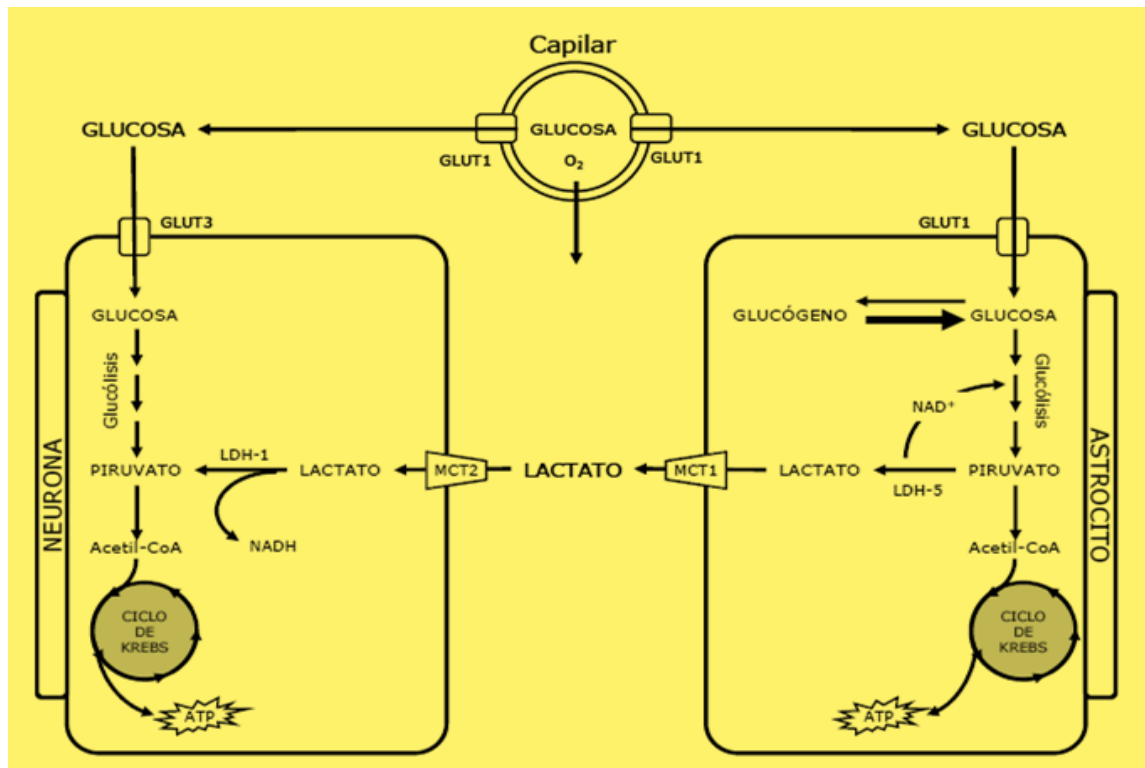 Capilar
GLUCOSA
GLUCOSA
GLUCOSA
GLUT1
O2
GLUT1
GLUT3
GLUT1
GLUCOSA
GLUCÓGENO
GLUCOSA
Glucólisis
Glucólisis
NAD+
LDH-1
PIRUVATO
LACTATO
MCT2
LACTATO
MCT1
LACTATO
PIRUVATO
LDH-5
NEURONA
ASTROCITO
NADH
Acetil-CoA
Acetil-CoA
CICLO
DE
KREBS
CICLO
DE
KREBS
ATP
ATP